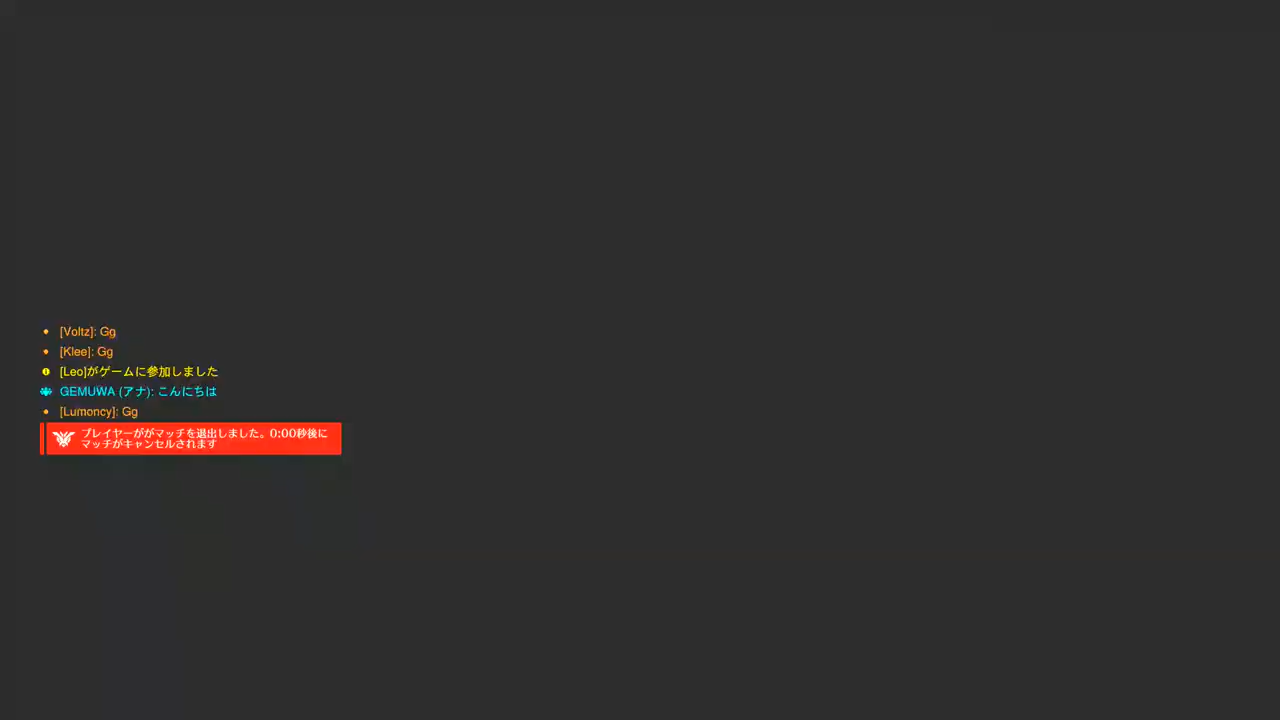 [Voltz]: Gg
[Klee]: Gg
[Leo]がゲームに参加しました
GEMUWA (アナ): こんにちは
[Lumoncy]: Gg
プレイヤーががマッチを退出しました。0:00秒後に
マッチがキャンセルされます